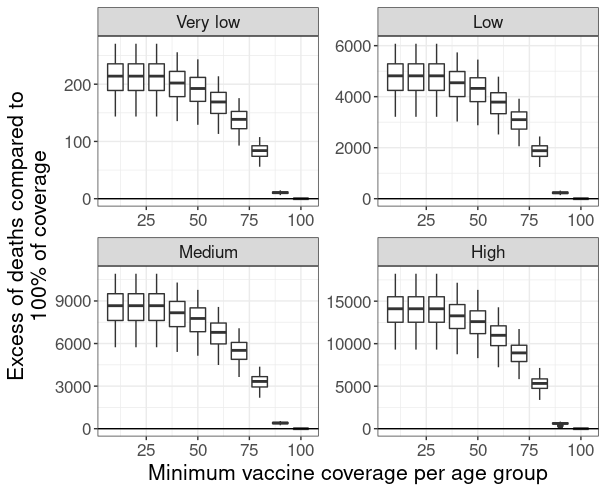 Very low
Low
200
100
0
6000
4000
2000
0
25 50 75 100
25 50 75 100
Medium
High
9000
6000
3000
0
15000
10000
5000
0
25 50 75 100
25 50 75 100
Excess of deaths compared to
100% of coverage
Minimum vaccine coverage per age group